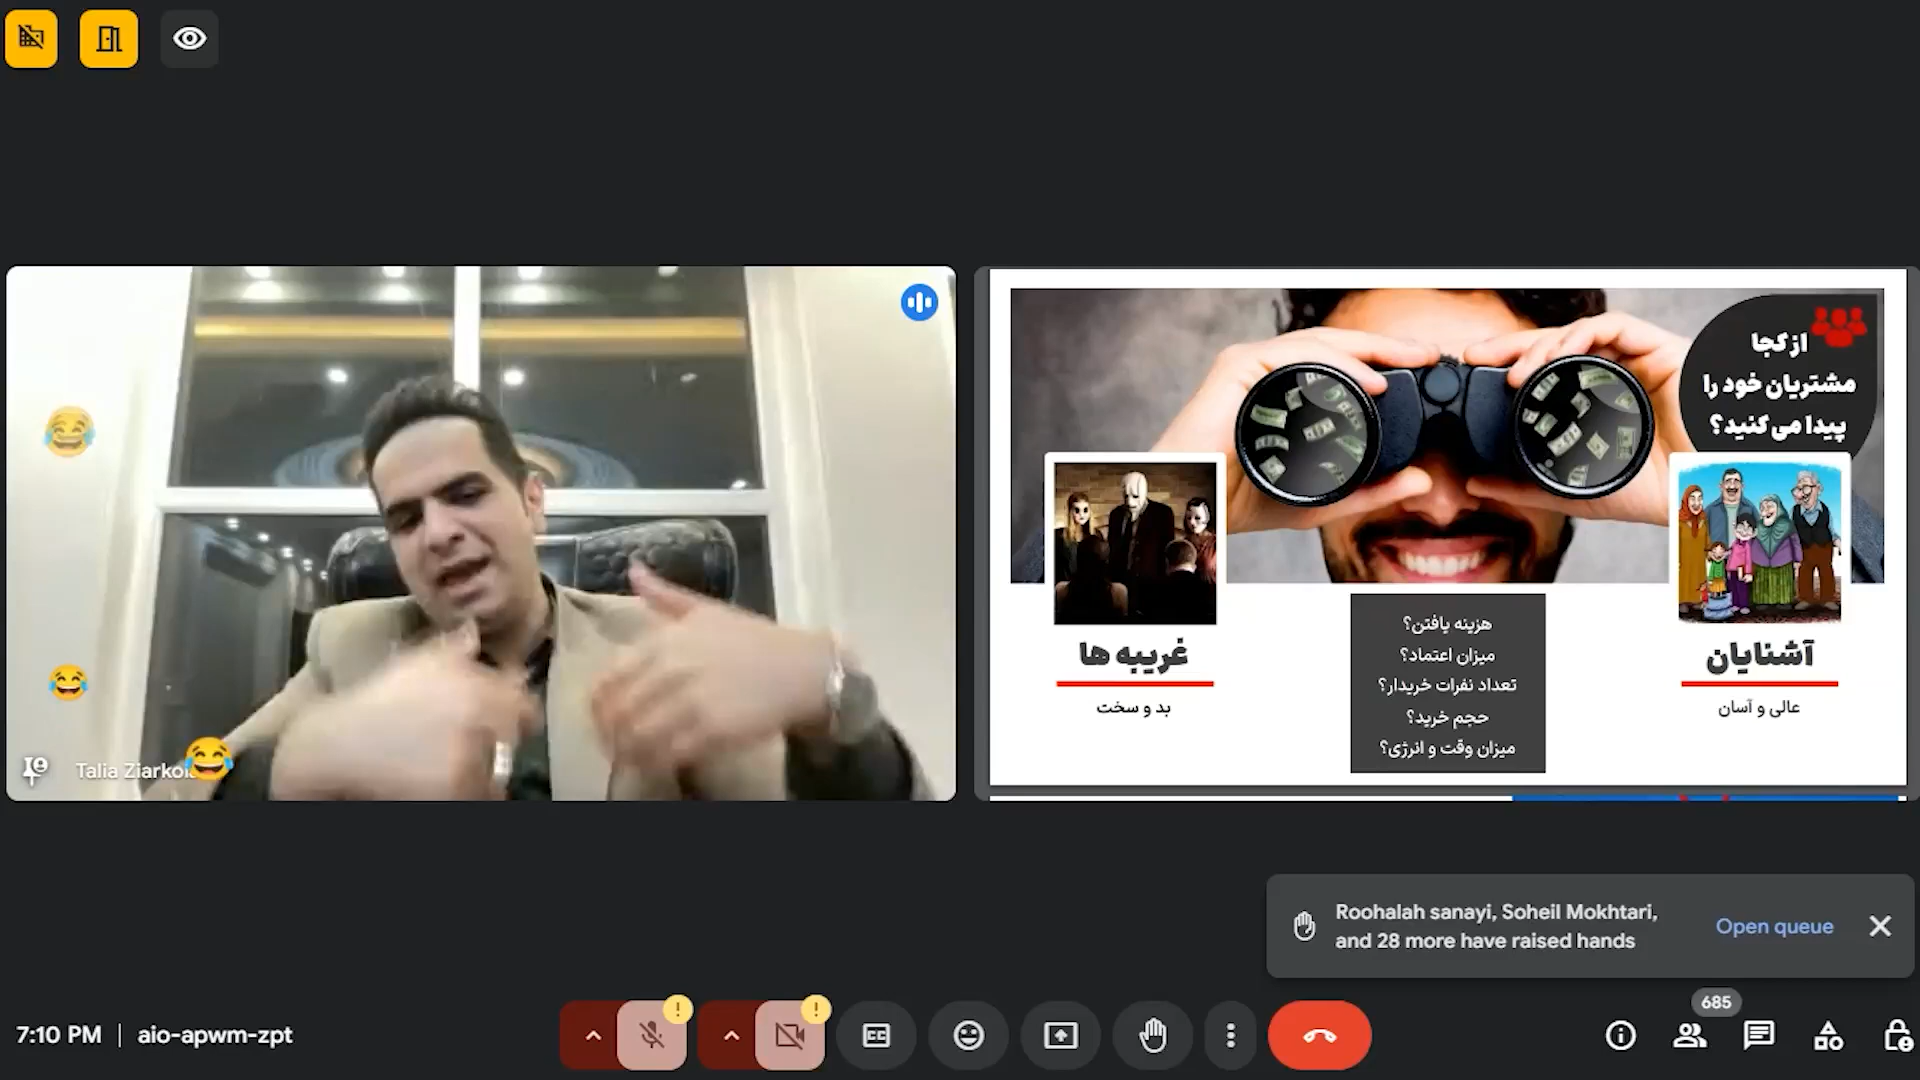 Talia Ziarkol
از کجا
مشتریان خود را
پیدا می کنید؟
آشنایان
عالی و آسان
هزینه یافتن؟
میزان اعتماد؟
تعداد نفرات خریدار؟
حجم خرید؟
میزان وقت و انرژی؟
غریبه ها
بد و سخت
Roohalah sanayi, Soheil Mokhtari,
and 28 more have raised hands
Open queue
7:10 PM | aio-apwm-zpt
CC
685